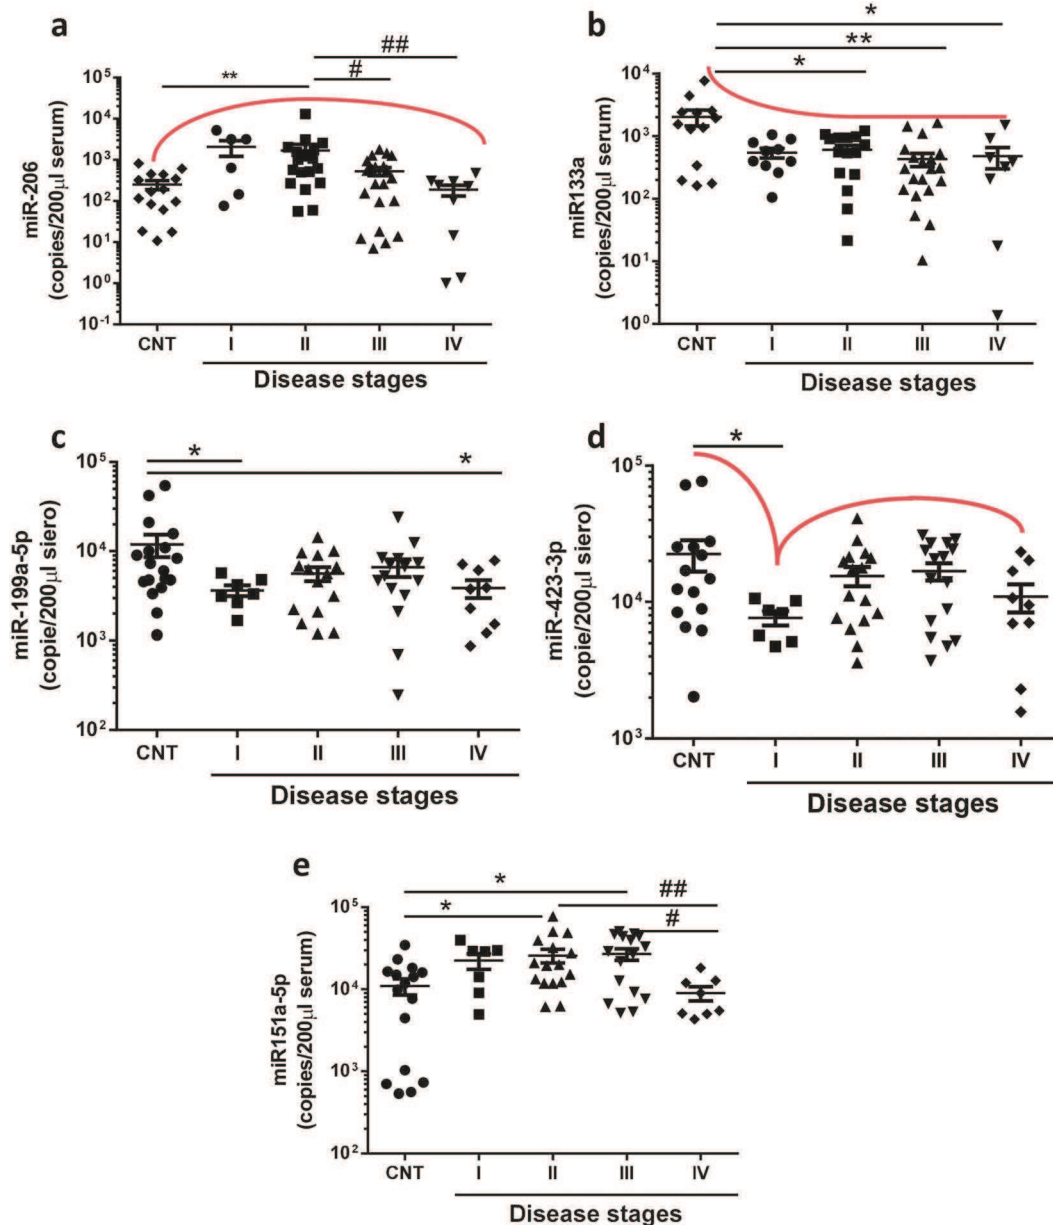 a
##
**
#
10^5
10^4
10^3
10^2
10^1
10^0
10^-1
miR-206
(copies/200µl serum)
CNT I II III IV
Disease stages
b
*
**
*
10^4
10^3
10^2
10^1
10^0
miR133a
(copies/200µl serum)
CNT I II III IV
Disease stages
c
*
*
10^5
10^4
10^3
10^2
miR-199a-5p
(copie/200µl siero)
CNT I II III IV
Disease stages
d
*
10^5
10^4
10^3
miR-423-3p
(copie/200µl siero)
CNT I II III IV
Disease stages
e
*
##
*
#
10^5
10^4
10^3
10^2
miR151a-5p
(copies/200µl serum)
CNT I II III IV
Disease stages